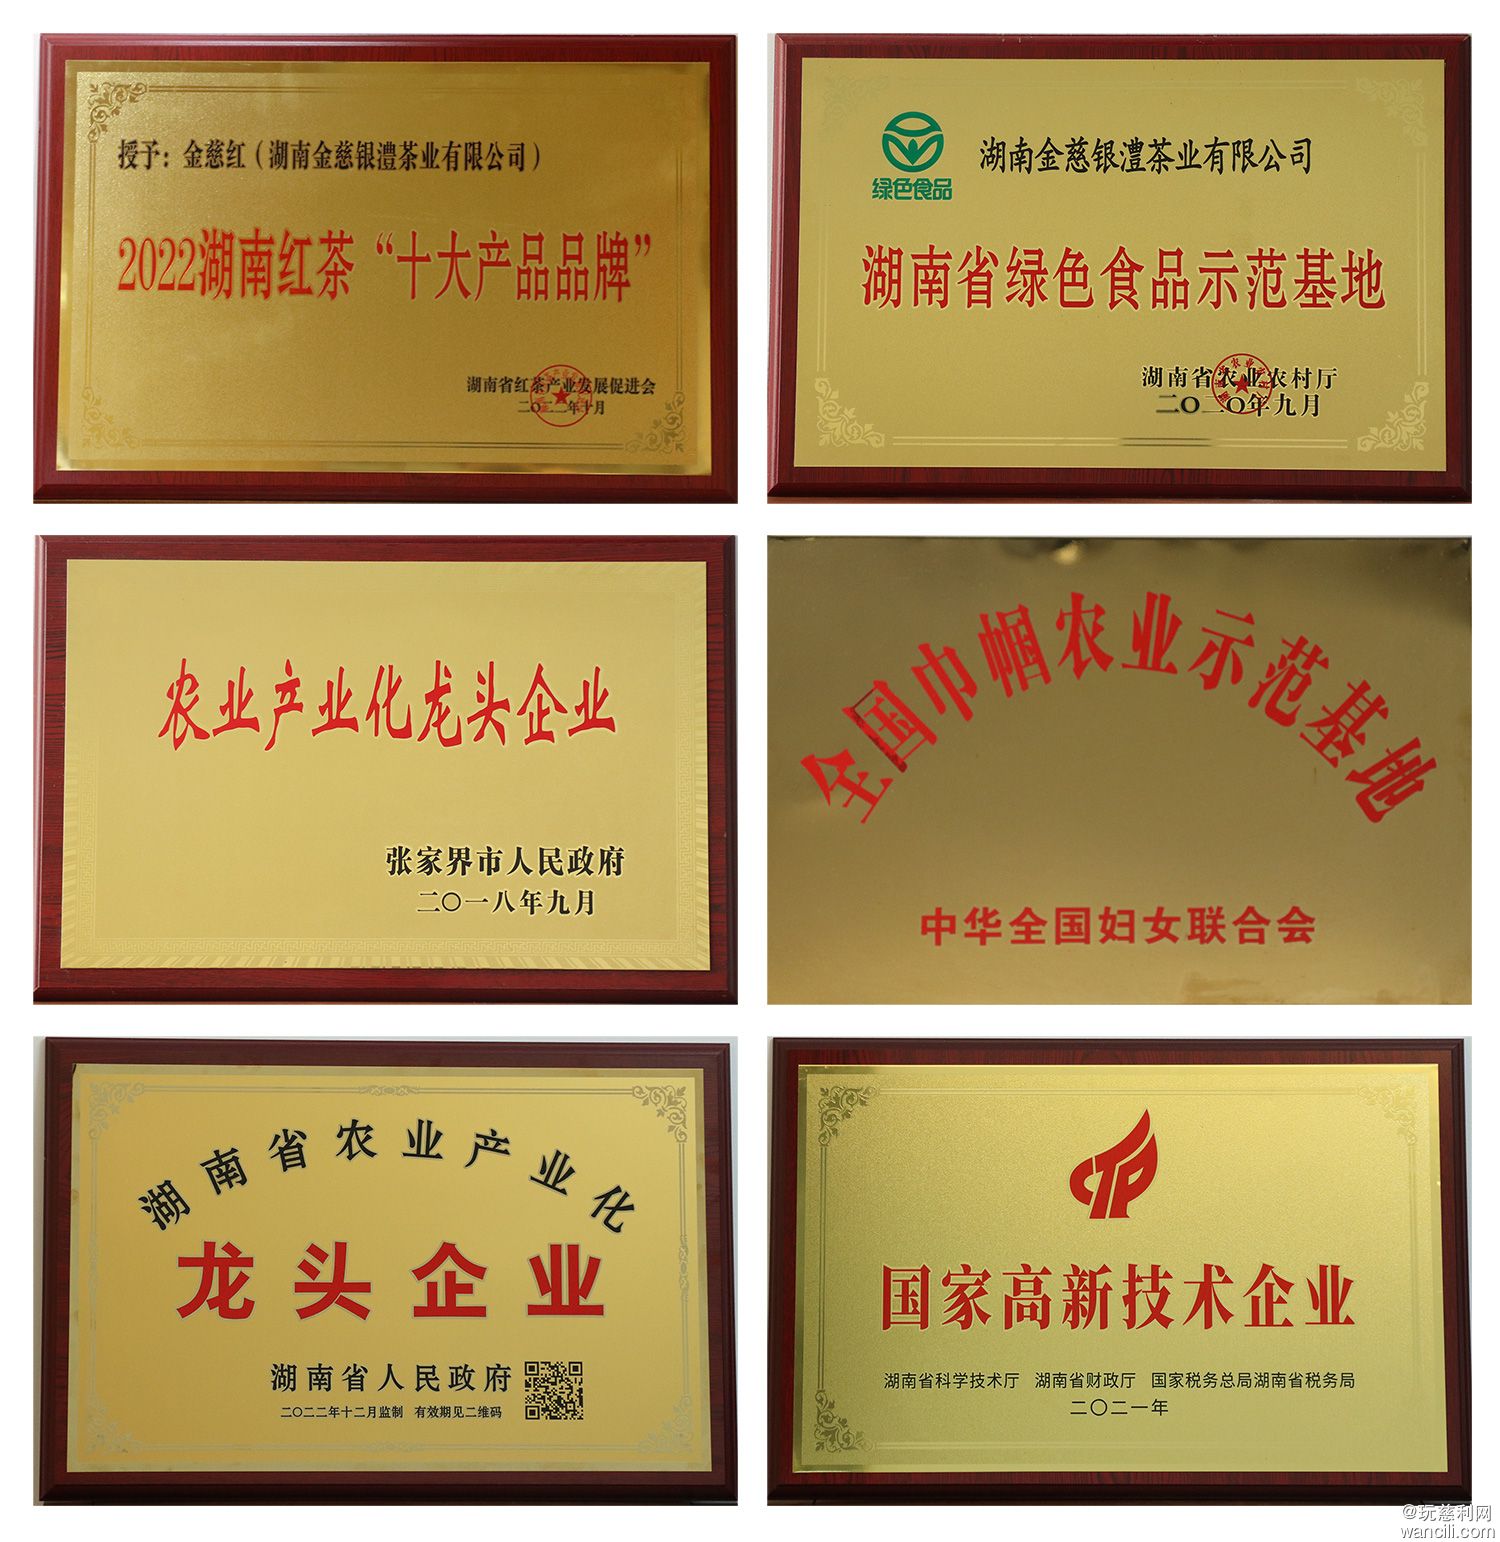 授予：金慈红（湖南金慈银澧茶业有限公司）
2022湖南红茶“十大产品品牌”
湖南省红茶产业发展促进会
二〇二二年十月
绿色食品
湖南金慈银澧茶业有限公司
湖南省绿色食品示范基地
湖南省农业农村厅
二〇二〇年九月
农业产业化龙头企业
张家界市人民政府
二〇一八年九月
全国巾帼农业示范基地
中华全国妇女联合会
湖南省农业产业化
龙头企业
湖南省人民政府
二〇二二年十二月监制 有效期见二维码
国家高新技术企业
湖南省科学技术厅 湖南省财政厅 国家税务总局湖南省税务局
二〇二一年
@玩慈利网
wancili.com